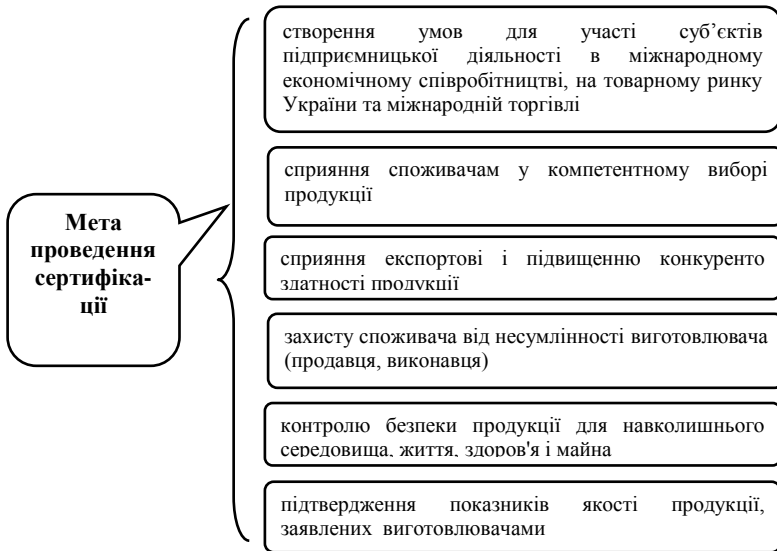 Мета
проведення
сертифіка-
ції
створення умов для участі суб’єктів
підприємницької діяльності в міжнародному
економічному співробітництві, на товарному ринку
України та міжнародній торгівлі
сприяння споживачам у компетентному виборі
продукції
сприяння експортові і підвищенню конкуренто
здатності продукції
захисту споживача від несумлінності виготовлювача
(продавця, виконавця)
контролю безпеки продукції для навколишнього
середовища, життя, здоров'я і майна
підтвердження показників якості продукції,
заявлених виготовлювачами